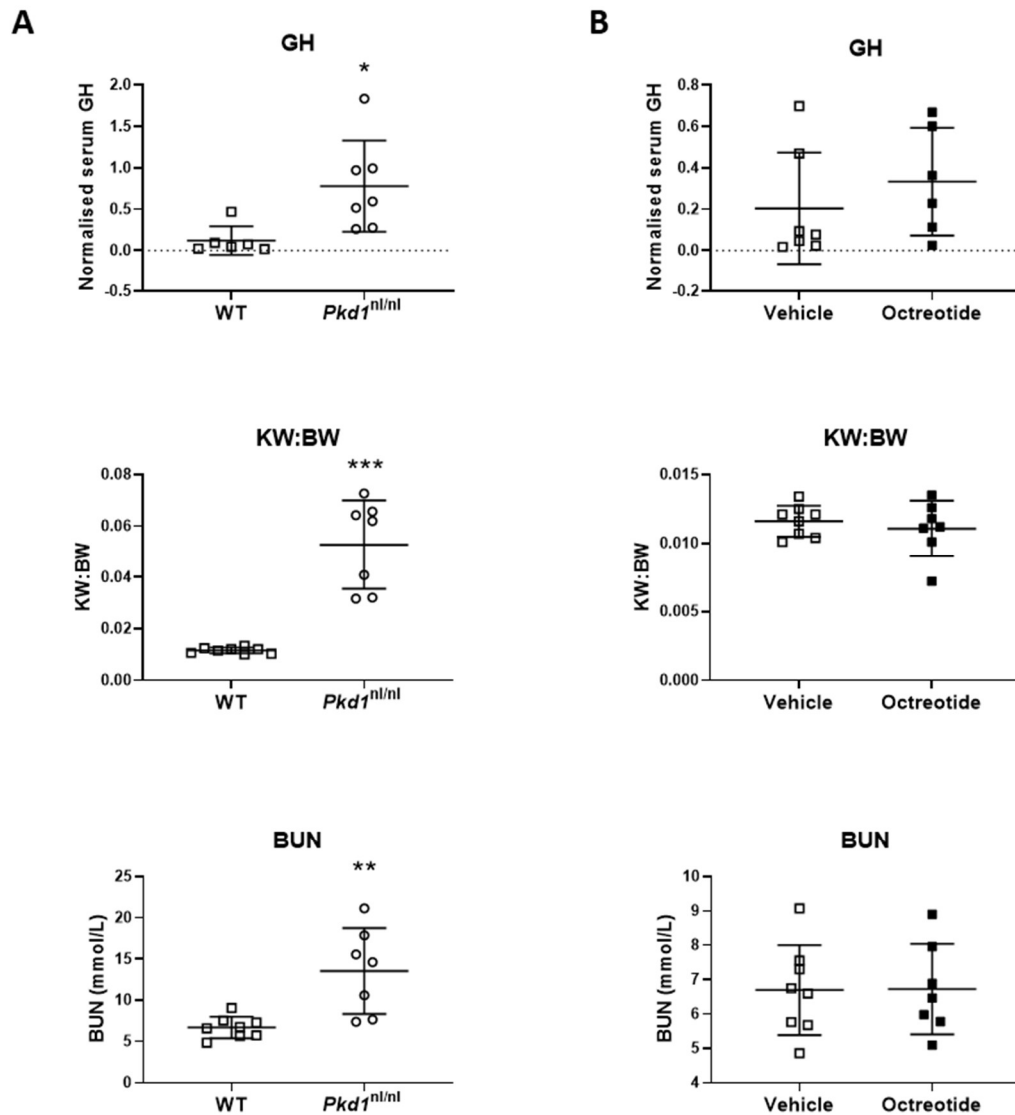 A
GH
*
Normalised serum GH
2.0
1.5
1.0
0.5
0.0
-0.5
WT
Pkd1nl/nl
B
GH
Normalised serum GH
0.8
0.6
0.4
0.2
0.0
-0.2
Vehicle
Octreotide
KW:BW
***
KW:BW
0.08
0.06
0.04
0.02
0.00
WT
Pkd1nl/nl
KW:BW
KW:BW
0.015
0.010
0.005
0.000
Vehicle
Octreotide
BUN
**
BUN (mmol/L)
25
20
15
10
5
0
WT
Pkd1nl/nl
BUN
BUN (mmol/L)
10
9
8
7
6
5
4
Vehicle
Octreotide